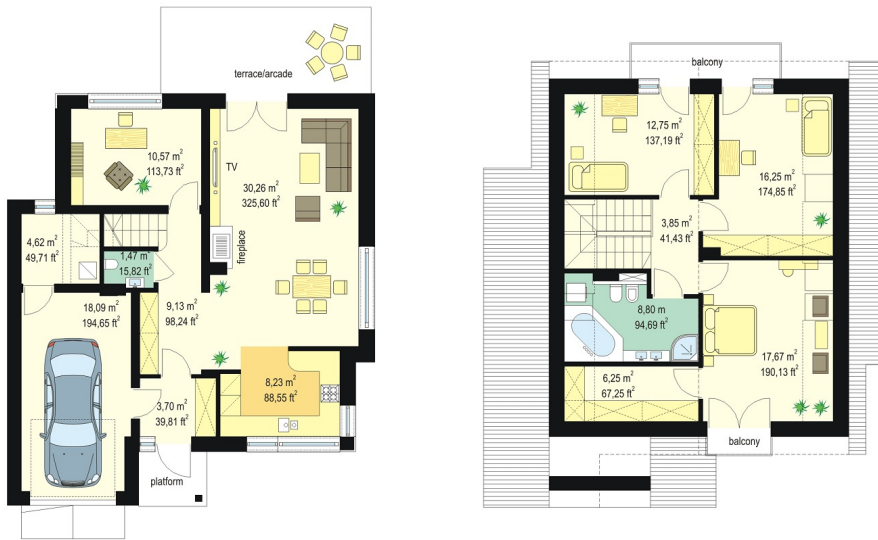 terrace/arcade
10,57 m²
113,73 ft²
TV
30,26 m²
325,60 ft²
fireplace
4,62 m²
49,71 ft²
1,47 m²
15,82 ft²
18,09 m²
194,65 ft²
9,13 m²
98,24 ft²
8,23 m²
88,55 ft²
3,70 m²
39,81 ft²
platform
balcony
12,75 m²
137,19 ft²
16,25 m²
174,85 ft²
3,85 m²
41,43 ft²
8,80 m
94,69 ft²
17,67 m²
190,13 ft²
6,25 m²
67,25 ft²
balcony